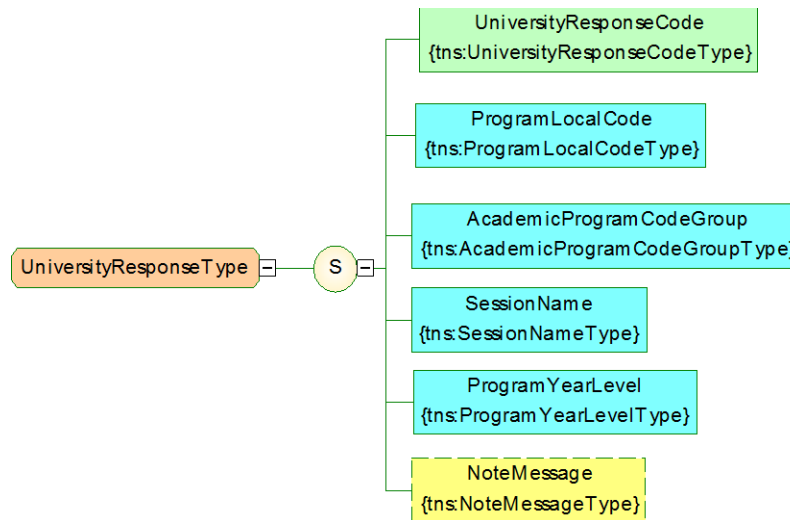 UniversityResponseCode
{tns:UniversityResponseCodeType}
ProgramLocalCode
{tns:ProgramLocalCodeType}
AcademicProgramCodeGroup
{tns:AcademicProgramCodeGroupType}
UniversityResponseType
S
SessionName
{tns:SessionNameType}
ProgramYearLevel
{tns:ProgramYearLevelType}
NoteMessage
{tns:NoteMessageType}